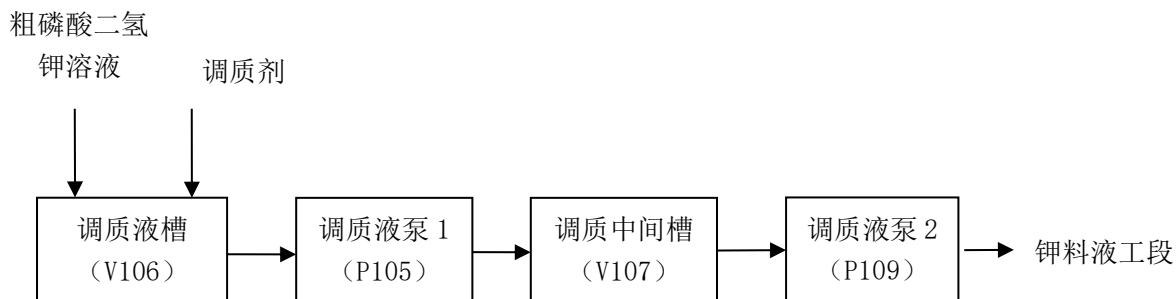 粗磷酸二氢
钾溶液
调质剂
调质液槽
（V106）
调质液泵 1
（P105）
调质中间槽
（V107）
调质液泵 2
（P109）
钾料液工段